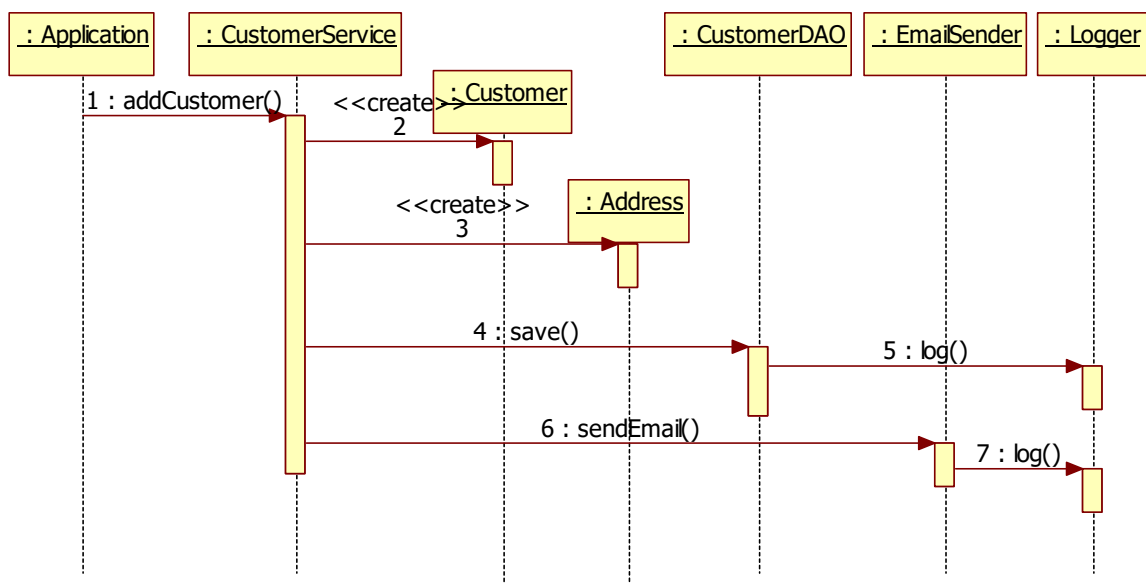 : Application
: CustomerService
: CustomerDAO
: EmailSender
: Logger
1 : addCustomer()
<<create>>
2
: Customer
<<create>>
3
: Address
4 : save()
5 : log()
6 : sendEmail()
7 : log()